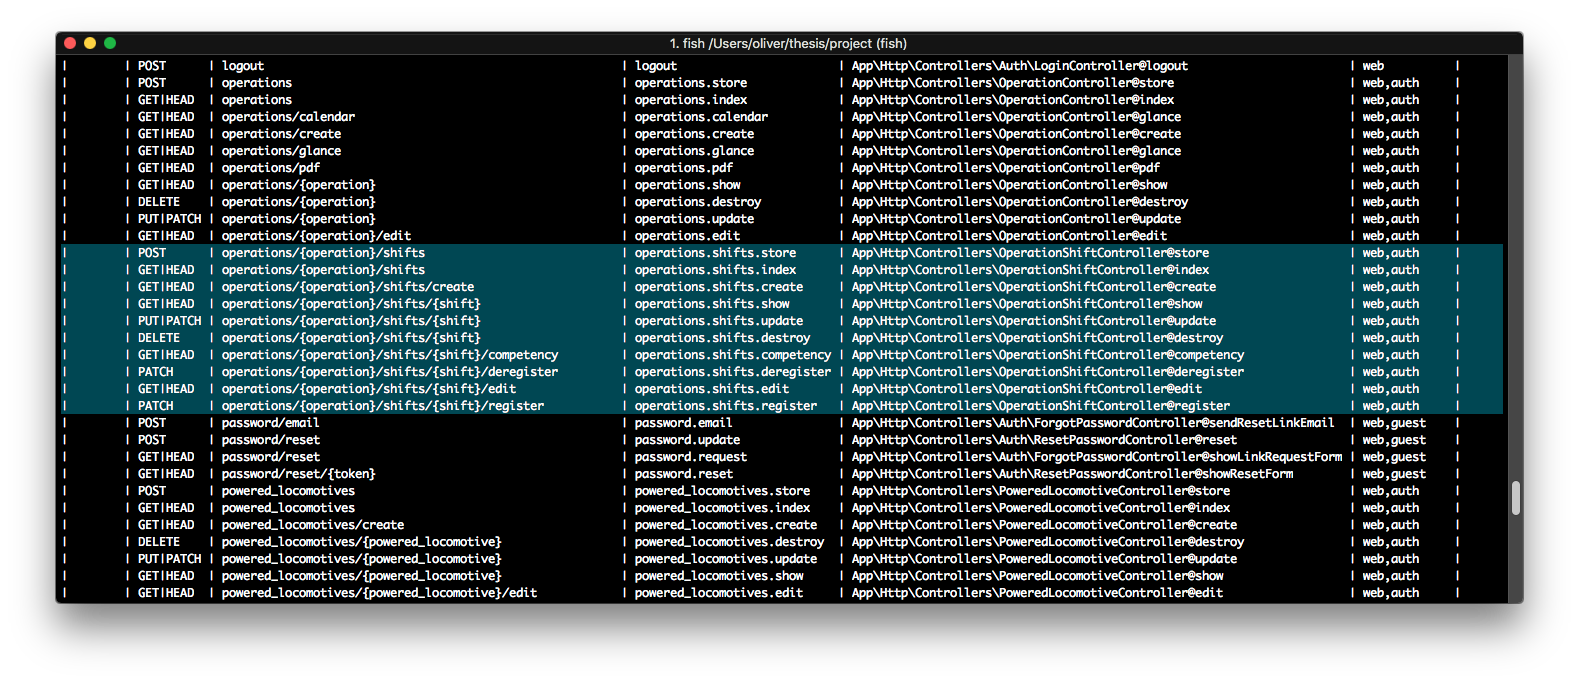 1. fish /Users/oliver/thesis/project (fish)
|        | POST      | logout                                                    | logout                       | App\Http\Controllers\Auth\LoginController@logout                       | web        |
|        | POST      | operations                                                | operations.store             | App\Http\Controllers\OperationController@store                         | web,auth   |
|        | GET|HEAD  | operations                                                | operations.index             | App\Http\Controllers\OperationController@index                         | web,auth   |
|        | GET|HEAD  | operations/calendar                                       | operations.calendar          | App\Http\Controllers\OperationController@glance                        | web,auth   |
|        | GET|HEAD  | operations/create                                         | operations.create            | App\Http\Controllers\OperationController@create                        | web,auth   |
|        | GET|HEAD  | operations/glance                                         | operations.glance            | App\Http\Controllers\OperationController@glance                        | web,auth   |
|        | GET|HEAD  | operations/pdf                                            | operations.pdf               | App\Http\Controllers\OperationController@pdf                           | web,auth   |
|        | GET|HEAD  | operations/{operation}                                    | operations.show              | App\Http\Controllers\OperationController@show                          | web,auth   |
|        | DELETE    | operations/{operation}                                    | operations.destroy           | App\Http\Controllers\OperationController@destroy                       | web,auth   |
|        | PUT|PATCH | operations/{operation}                                    | operations.update            | App\Http\Controllers\OperationController@update                        | web,auth   |
|        | GET|HEAD  | operations/{operation}/edit                               | operations.edit              | App\Http\Controllers\OperationController@edit                          | web,auth   |
|        | POST      | operations/{operation}/shifts                             | operations.shifts.store      | App\Http\Controllers\OperationShiftController@store                    | web,auth   |
|        | GET|HEAD  | operations/{operation}/shifts                             | operations.shifts.index      | App\Http\Controllers\OperationShiftController@index                    | web,auth   |
|        | GET|HEAD  | operations/{operation}/shifts/create                      | operations.shifts.create     | App\Http\Controllers\OperationShiftController@create                   | web,auth   |
|        | GET|HEAD  | operations/{operation}/shifts/{shift}                     | operations.shifts.show       | App\Http\Controllers\OperationShiftController@show                     | web,auth   |
|        | PUT|PATCH | operations/{operation}/shifts/{shift}                     | operations.shifts.update     | App\Http\Controllers\OperationShiftController@update                   | web,auth   |
|        | DELETE    | operations/{operation}/shifts/{shift}                     | operations.shifts.destroy    | App\Http\Controllers\OperationShiftController@destroy                  | web,auth   |
|        | GET|HEAD  | operations/{operation}/shifts/{shift}/competency          | operations.shifts.competency | App\Http\Controllers\OperationShiftController@competency               | web,auth   |
|        | PATCH     | operations/{operation}/shifts/{shift}/deregister          | operations.shifts.deregister | App\Http\Controllers\OperationShiftController@deregister               | web,auth   |
|        | GET|HEAD  | operations/{operation}/shifts/{shift}/edit                | operations.shifts.edit       | App\Http\Controllers\OperationShiftController@edit                     | web,auth   |
|        | PATCH     | operations/{operation}/shifts/{shift}/register            | operations.shifts.register   | App\Http\Controllers\OperationShiftController@register                 | web,auth   |
|        | POST      | password/email                                            | password.email               | App\Http\Controllers\Auth\ForgotPasswordController@sendResetLinkEmail  | web,guest  |
|        | POST      | password/reset                                            | password.update              | App\Http\Controllers\Auth\ResetPasswordController@reset                | web,guest  |
|        | GET|HEAD  | password/reset                                            | password.request             | App\Http\Controllers\Auth\ForgotPasswordController@showLinkRequestForm | web,guest  |
|        | GET|HEAD  | password/reset/{token}                                    | password.reset               | App\Http\Controllers\Auth\ResetPasswordController@showResetForm        | web,guest  |
|        | POST      | powered_locomotives                                       | powered_locomotives.store    | App\Http\Controllers\PoweredLocomotiveController@store                 | web,auth   |
|        | GET|HEAD  | powered_locomotives                                       | powered_locomotives.index    | App\Http\Controllers\PoweredLocomotiveController@index                 | web,auth   |
|        | GET|HEAD  | powered_locomotives/create                                | powered_locomotives.create   | App\Http\Controllers\PoweredLocomotiveController@create                | web,auth   |
|        | DELETE    | powered_locomotives/{powered_locomotive}                  | powered_locomotives.destroy  | App\Http\Controllers\PoweredLocomotiveController@destroy               | web,auth   |
|        | PUT|PATCH | powered_locomotives/{powered_locomotive}                  | powered_locomotives.update   | App\Http\Controllers\PoweredLocomotiveController@update                | web,auth   |
|        | GET|HEAD  | powered_locomotives/{powered_locomotive}                  | powered_locomotives.show     | App\Http\Controllers\PoweredLocomotiveController@show                  | web,auth   |
|        | GET|HEAD  | powered_locomotives/{powered_locomotive}/edit             | powered_locomotives.edit     | App\Http\Controllers\PoweredLocomotiveController@edit                  | web,auth   |